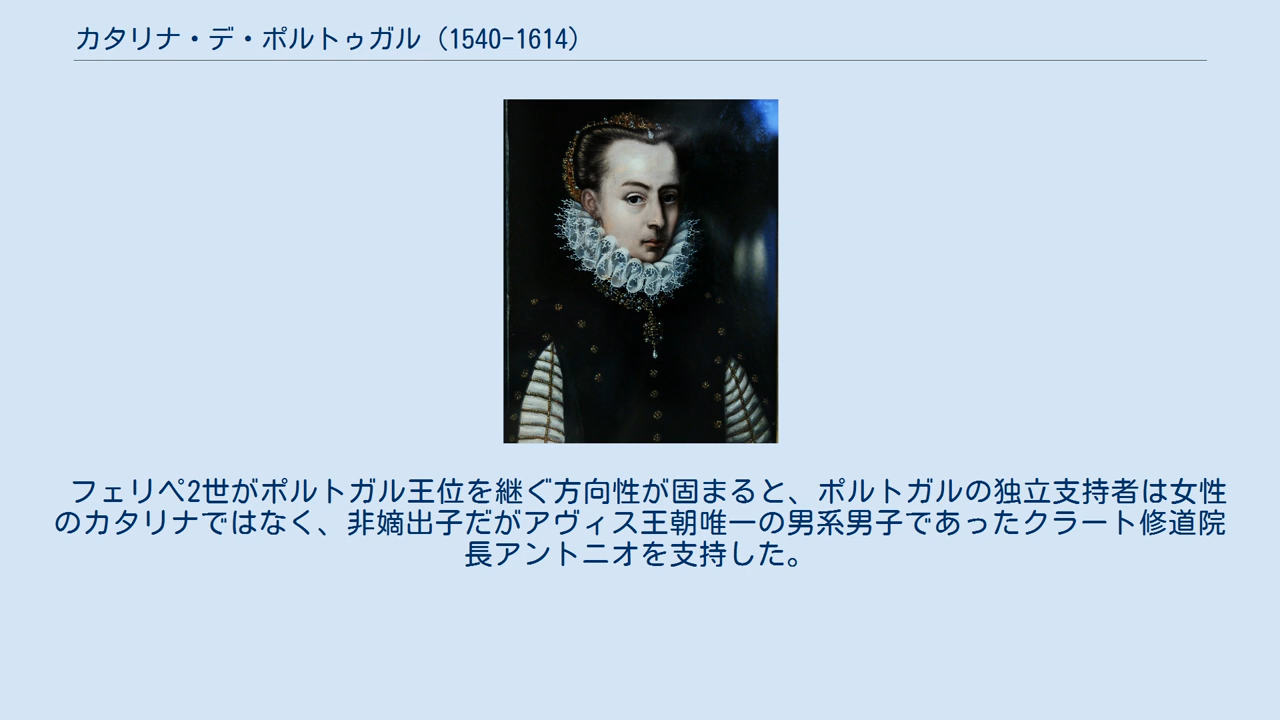 カタリナ・デ・ポルトゥガル（1540-1614）
フェリペ2世がポルトガル王位を継ぐ方向性が固まると、ポルトガルの独立支持者は女性
のカタリナではなく、非嫡出子だがアヴィス王朝唯一の男系男子であったクラート修道院
長アントニオを支持した。